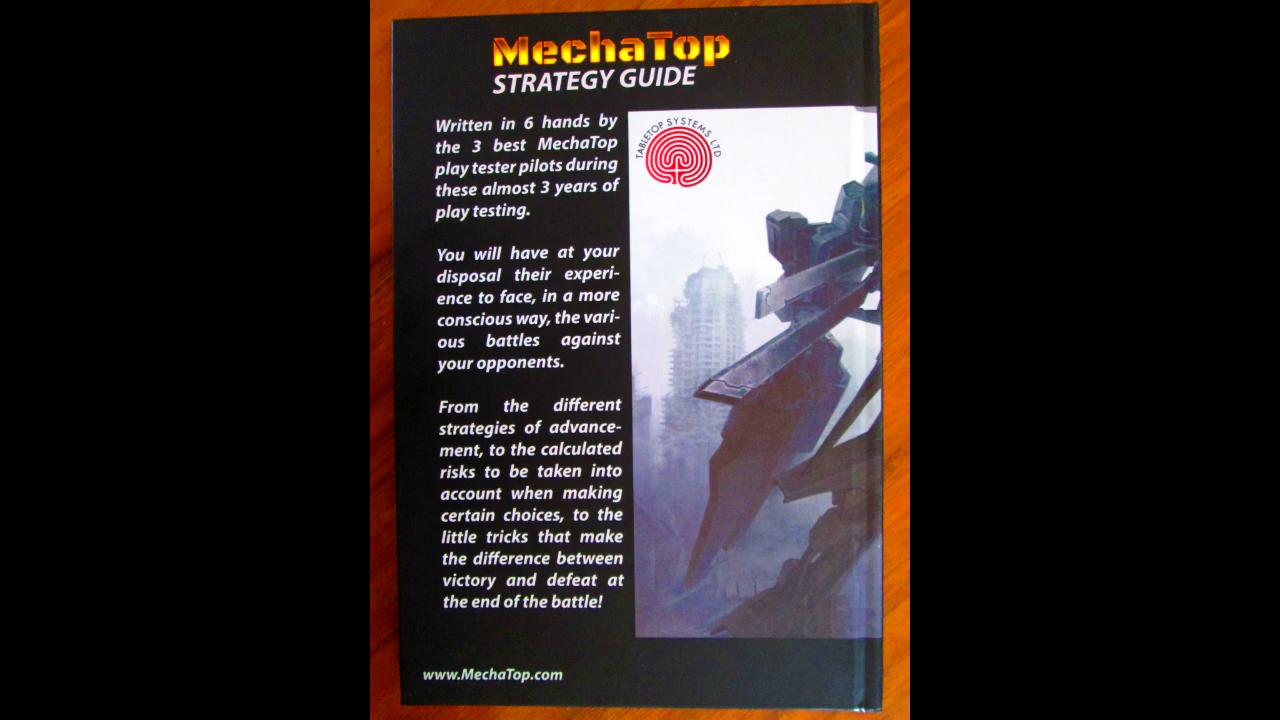 MechaTop
STRATEGY GUIDE
TABLETOP SYSTEMS LTD
Written in 6 hands by
the 3 best MechaTop
play tester pilots during
these almost 3 years of
play testing.
You will have at your
disposal their experi-
ence to face, in a more
conscious way, the vari-
ous battles against
your opponents.
From the different
strategies of advance-
ment, to the calculated
risks to be taken into
account when making
certain choices, to the
little tricks that make
the difference between
victory and defeat at
the end of the battle!
www.MechaTop.com